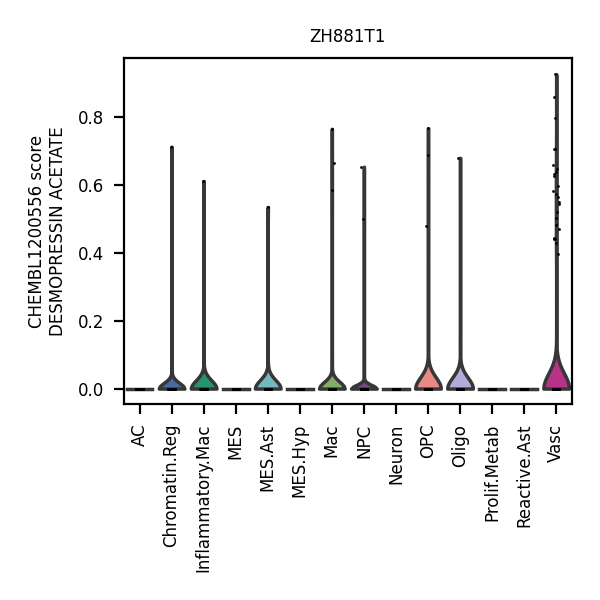 ZH881T1
CHEMBL1200556 score
DESMOPRESSIN ACETATE
0.8
0.6
0.4
0.2
0.0
AC
Chromatin.Reg
Inflammatory.Mac
MES
MES.Ast
MES.Hyp
Mac
NPC
Neuron
OPC
Oligo
Prolif.Metab
Reactive.Ast
Vasc